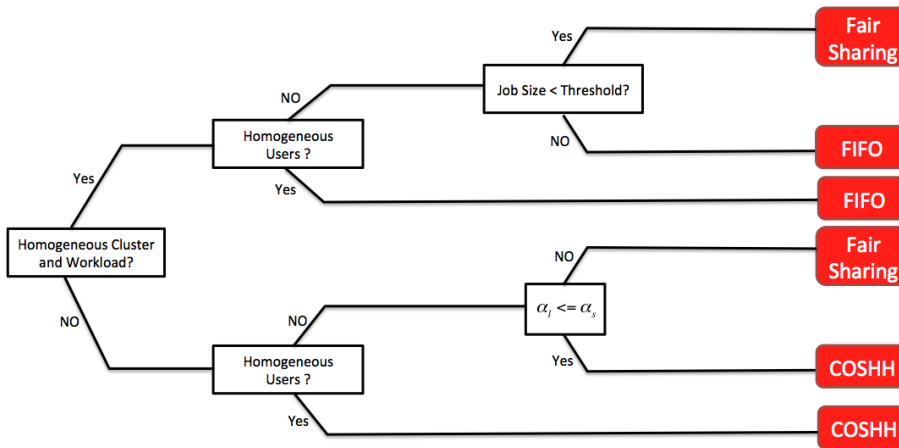 Fair
Sharing
Yes
Job Size < Threshold?
NO
NO
FIFO
Homogeneous
Users ?
Yes
Yes
FIFO
Homogeneous Cluster
and Workload?
Fair
Sharing
NO
α_l <= α_s
NO
NO
Yes
Homogeneous
Users ?
COSHH
Yes
COSHH